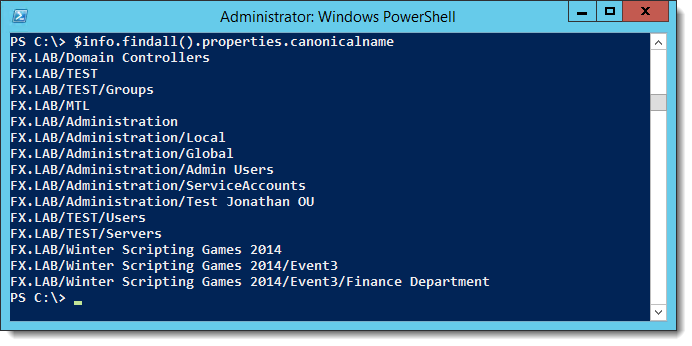 Administrator: Windows PowerShell
PS C:\> $info.findall().properties.canonicalname
FX.LAB/Domain Controllers
FX.LAB/TEST
FX.LAB/TEST/Groups
FX.LAB/MTL
FX.LAB/Administration
FX.LAB/Administration/Local
FX.LAB/Administration/Global
FX.LAB/Administration/Admin Users
FX.LAB/Administration/ServiceAccounts
FX.LAB/Administration/Test Jonathan OU
FX.LAB/TEST/Users
FX.LAB/TEST/Servers
FX.LAB/Winter Scripting Games 2014
FX.LAB/Winter Scripting Games 2014/Event3
FX.LAB/Winter Scripting Games 2014/Event3/Finance Department
PS C:\>